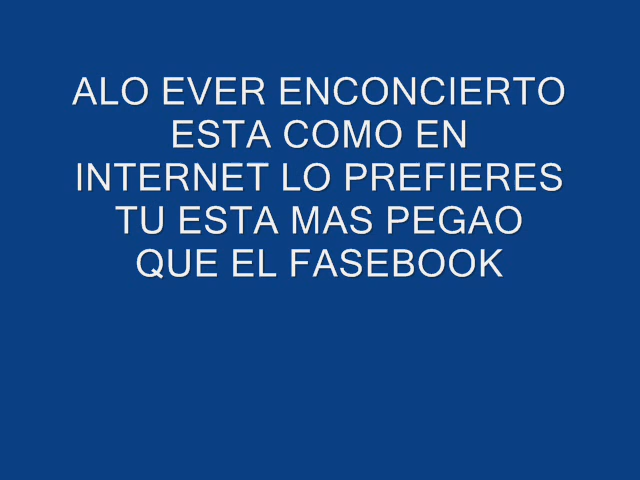 ALO EVER ENCONCIERTO
ESTA COMO EN
INTERNET LO PREFIERES
TU ESTA MAS PEGAO
QUE EL FASEBOOK